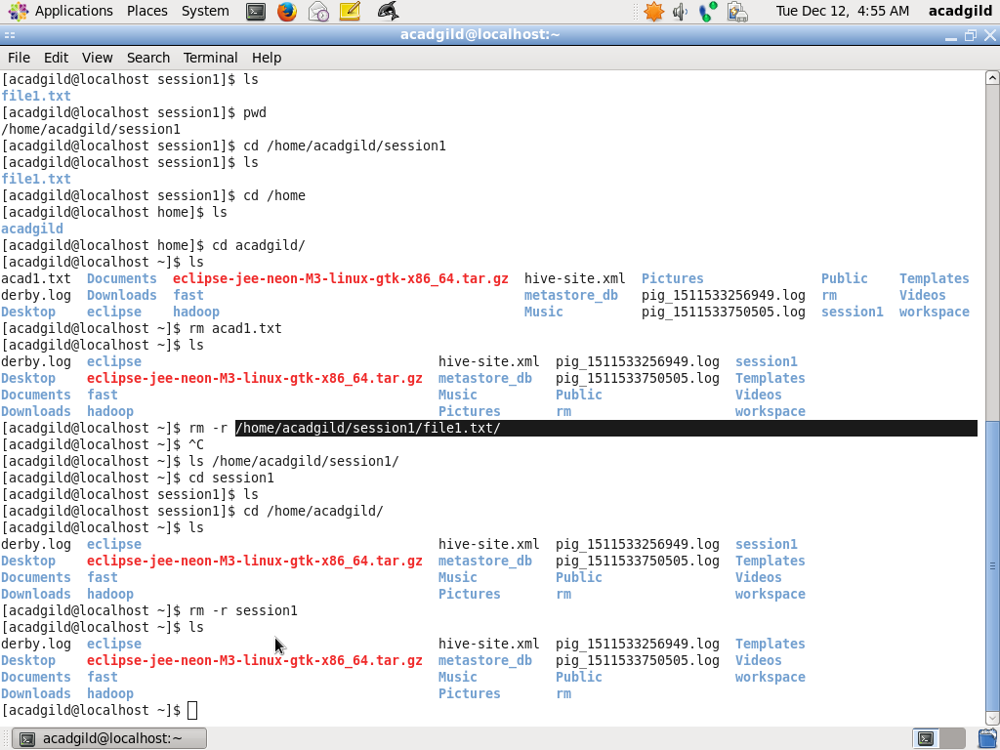 Applications Places System Tue Dec 12, 4:55 AM acadgild
acadgild@localhost:~
File Edit View Search Terminal Help
[acadgild@localhost session1]$ ls
file1.txt
[acadgild@localhost session1]$ pwd
/home/acadgild/session1
[acadgild@localhost session1]$ cd /home/acadgild/session1
[acadgild@localhost session1]$ ls
file1.txt
[acadgild@localhost session1]$ cd /home
[acadgild@localhost home]$ ls
acadgild
[acadgild@localhost home]$ cd acadgild/
[acadgild@localhost ~]$ ls
acad1.txt  Documents  eclipse-jee-neon-M3-linux-gtk-x86_64.tar.gz  hive-site.xml  Pictures               Public    Templates
derby.log  Downloads  fast                                         metastore_db   pig_1511533256949.log  rm        Videos
Desktop    eclipse    hadoop                                       Music          pig_1511533750505.log  session1  workspace
[acadgild@localhost ~]$ rm acad1.txt
[acadgild@localhost ~]$ ls
derby.log  eclipse                                      hive-site.xml  pig_1511533256949.log  session1
Desktop    eclipse-jee-neon-M3-linux-gtk-x86_64.tar.gz  metastore_db   pig_1511533750505.log  Templates
Documents  fast                                         Music          Public                 Videos
Downloads  hadoop                                       Pictures       rm                     workspace
[acadgild@localhost ~]$ rm -r /home/acadgild/session1/file1.txt/
[acadgild@localhost ~]$ ^C
[acadgild@localhost ~]$ ls /home/acadgild/session1/
[acadgild@localhost ~]$ cd session1
[acadgild@localhost session1]$ ls
[acadgild@localhost session1]$ cd /home/acadgild/
[acadgild@localhost ~]$ ls
derby.log  eclipse                                      hive-site.xml  pig_1511533256949.log  session1
Desktop    eclipse-jee-neon-M3-linux-gtk-x86_64.tar.gz  metastore_db   pig_1511533750505.log  Templates
Documents  fast                                         Music          Public                 Videos
Downloads  hadoop                                       Pictures       rm                     workspace
[acadgild@localhost ~]$ rm -r session1
[acadgild@localhost ~]$ ls
derby.log  eclipse                                      hive-site.xml  pig_1511533256949.log  Templates
Desktop    eclipse-jee-neon-M3-linux-gtk-x86_64.tar.gz  metastore_db   pig_1511533750505.log  Videos
Documents  fast                                         Music          Public                 workspace
Downloads  hadoop                                       Pictures       rm
[acadgild@localhost ~]$
acadgild@localhost:~